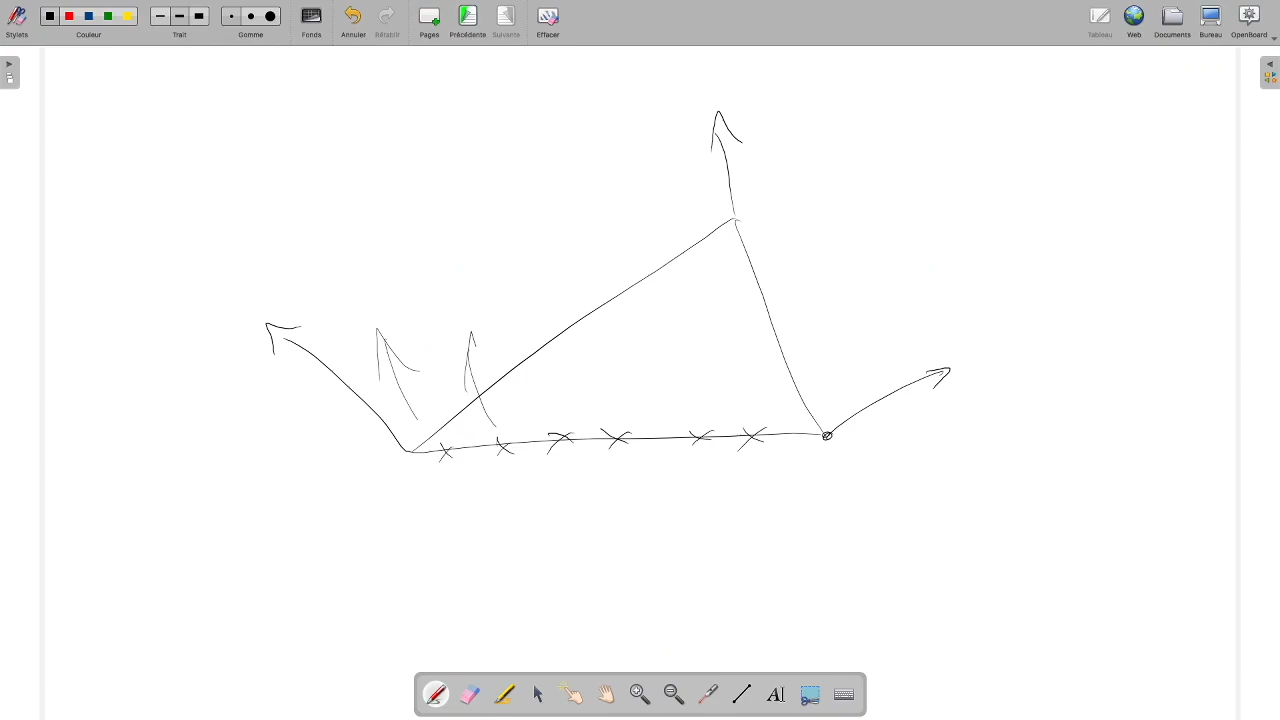 Stylets Couleur Trait Gomme Fonds Annuler Rétablir Pages Précédente Suivante Effacer Tableau Web Documents Bureau OpenBoard
A